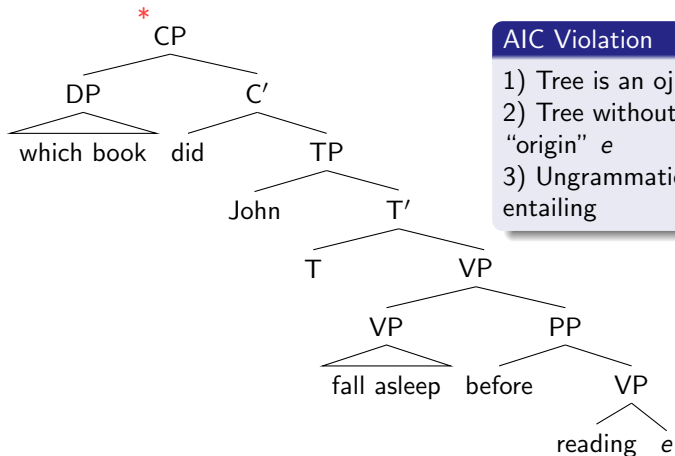 *
CP
DP C′
which book did TP
John T′
T VP
VP PP
fall asleep before VP
reading e
AIC Violation
1) Tree is an oj
2) Tree without
“origin” e
3)
entailing